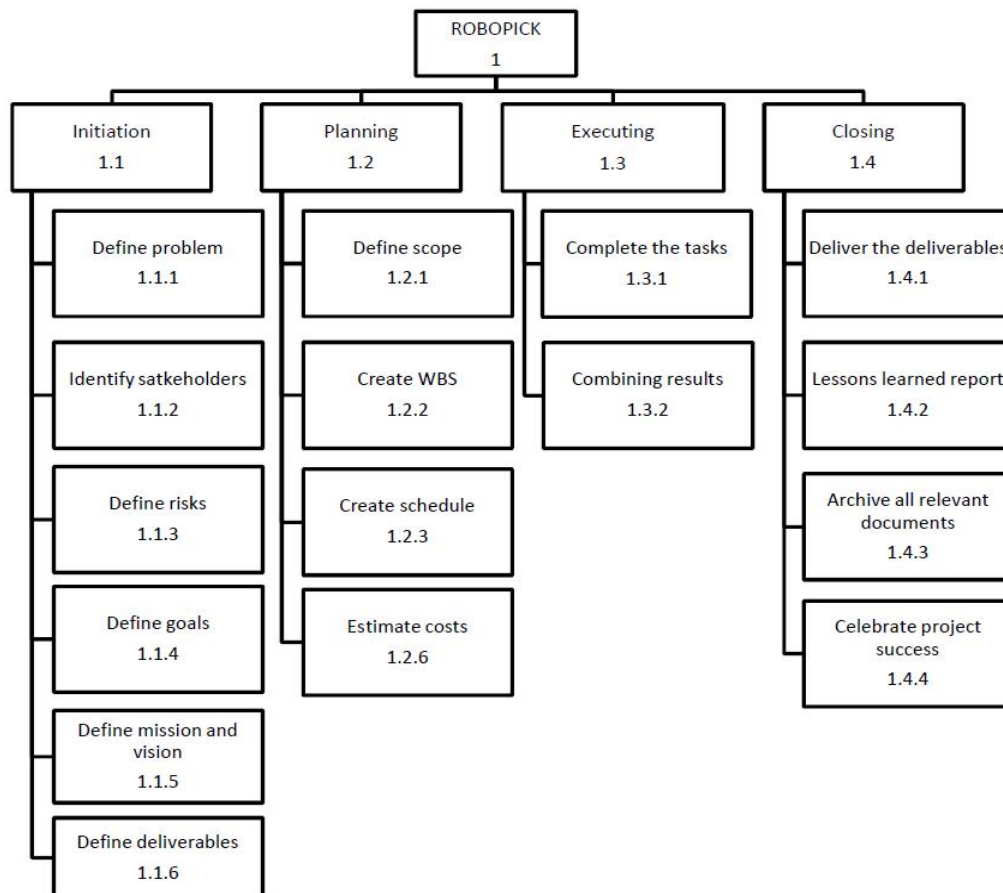 ROBOPICK
1
Initiation
1.1
Planning
1.2
Executing
1.3
Closing
1.4
Define problem
1.1.1
Identify satkeholders
1.1.2
Define risks
1.1.3
Define goals
1.1.4
Define mission and
vision
1.1.5
Define deliverables
1.1.6
Define scope
1.2.1
Create WBS
1.2.2
Create schedule
1.2.3
Estimate costs
1.2.6
Complete the tasks
1.3.1
Combining results
1.3.2
Deliver the deliverables
1.4.1
Lessons learned report
1.4.2
Archive all relevant
documents
1.4.3
Celebrate project
success
1.4.4